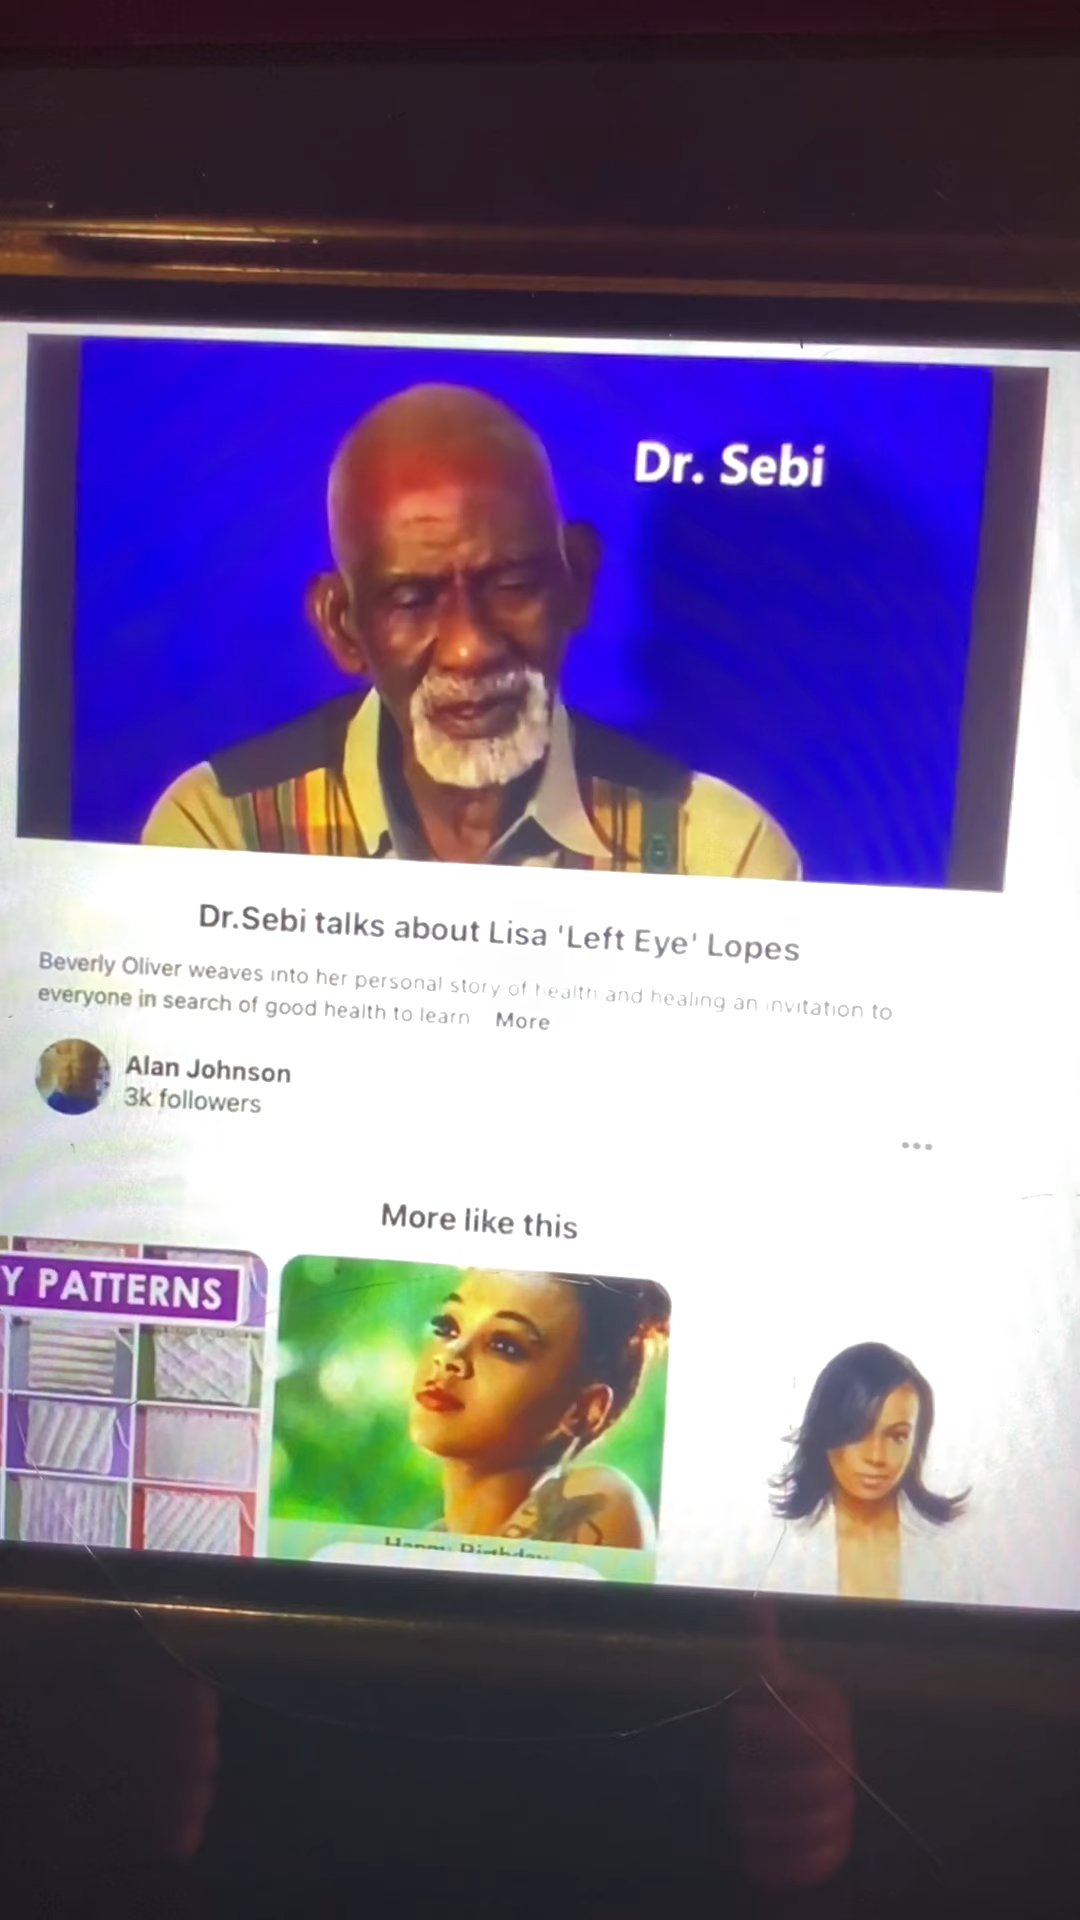 Dr. Sebi
Dr.Sebi talks about Lisa 'Left Eye' Lopes
Beverly Oliver weaves into her personal story of health and healing an invitation to
everyone in search of good health to learn More
Alan Johnson
3k followers
More like this
Y PATTERNS
Happy Birthday